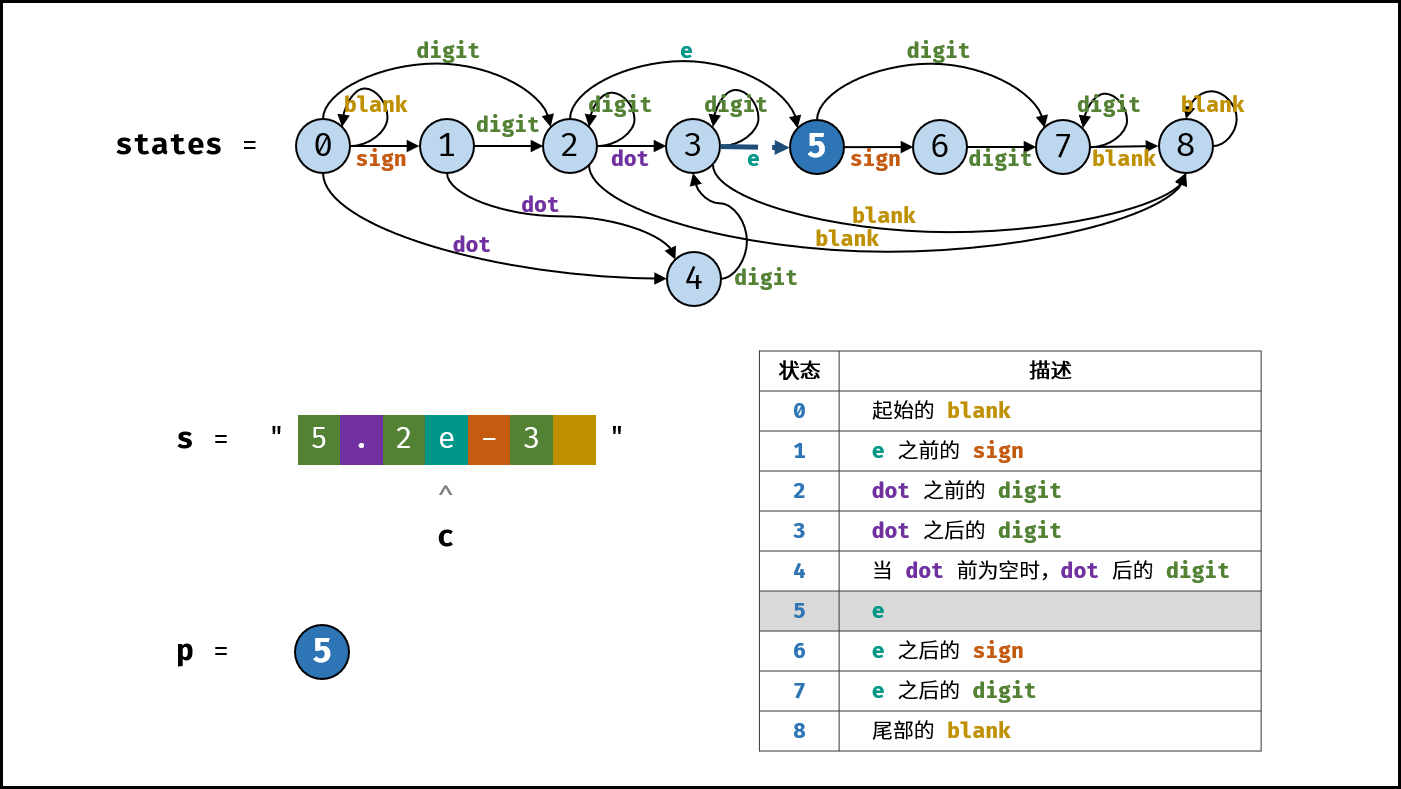 digit e digit
blank digit digit digit blank
digit
states = 0 1 2 3 5 6 7 8
sign dot e sign digit blank
dot
blank
dot blank
4 digit
状态 描述
0 起始的 blank
1 e 之前的 sign
2 dot 之前的 digit
3 dot 之后的 digit
4 当 dot 前为空时，dot 后的 digit
5 e
6 e 之后的 sign
7 e 之后的 digit
8 尾部的 blank
s = " 5 . 2 e - 3 "
^
c
p = 5